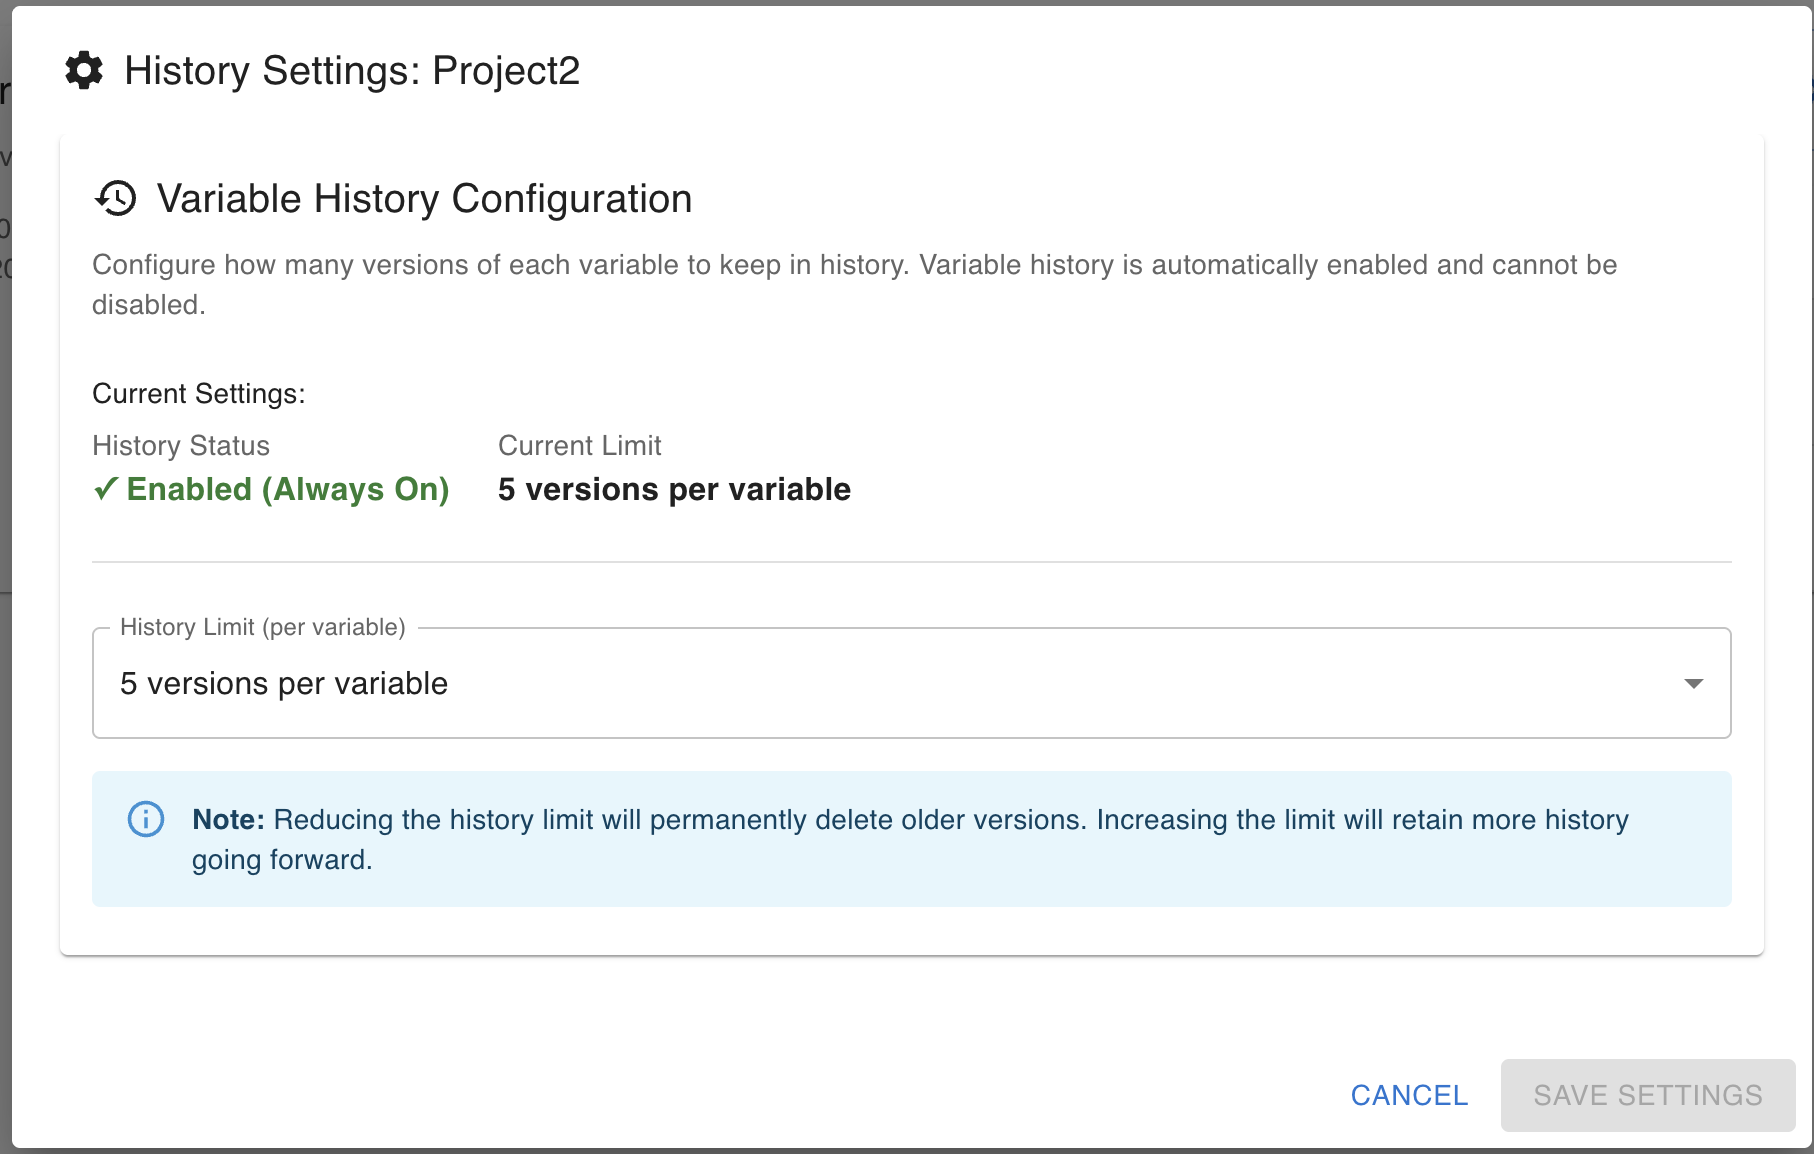 History Settings: Project2
Variable History Configuration
Configure how many versions of each variable to keep in history. Variable history is automatically enabled and cannot be
disabled.
Current Settings:
History Status
Current Limit
✓ Enabled (Always On)
5 versions per variable
History Limit (per variable)
5 versions per variable
Note: Reducing the history limit will permanently delete older versions. Increasing the limit will retain more history
going forward.
CANCEL
SAVE SETTINGS